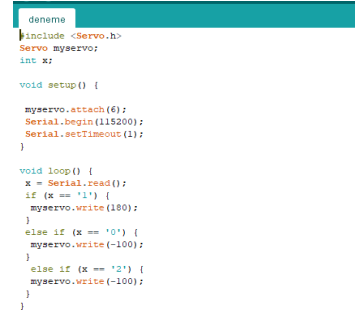 deneme
#include <Servo.h>
Servo myservo;
int x;
void setup() {
myservo.attach(6);
Serial.begin(115200);
Serial.setTimeout(1);
}
void loop() {
x = Serial.read();
if (x == '1') {
myservo.write(180);
}
else if (x == '0') {
myservo.write(-100);
}
else if (x == '2') {
myservo.write(-100);
}
}